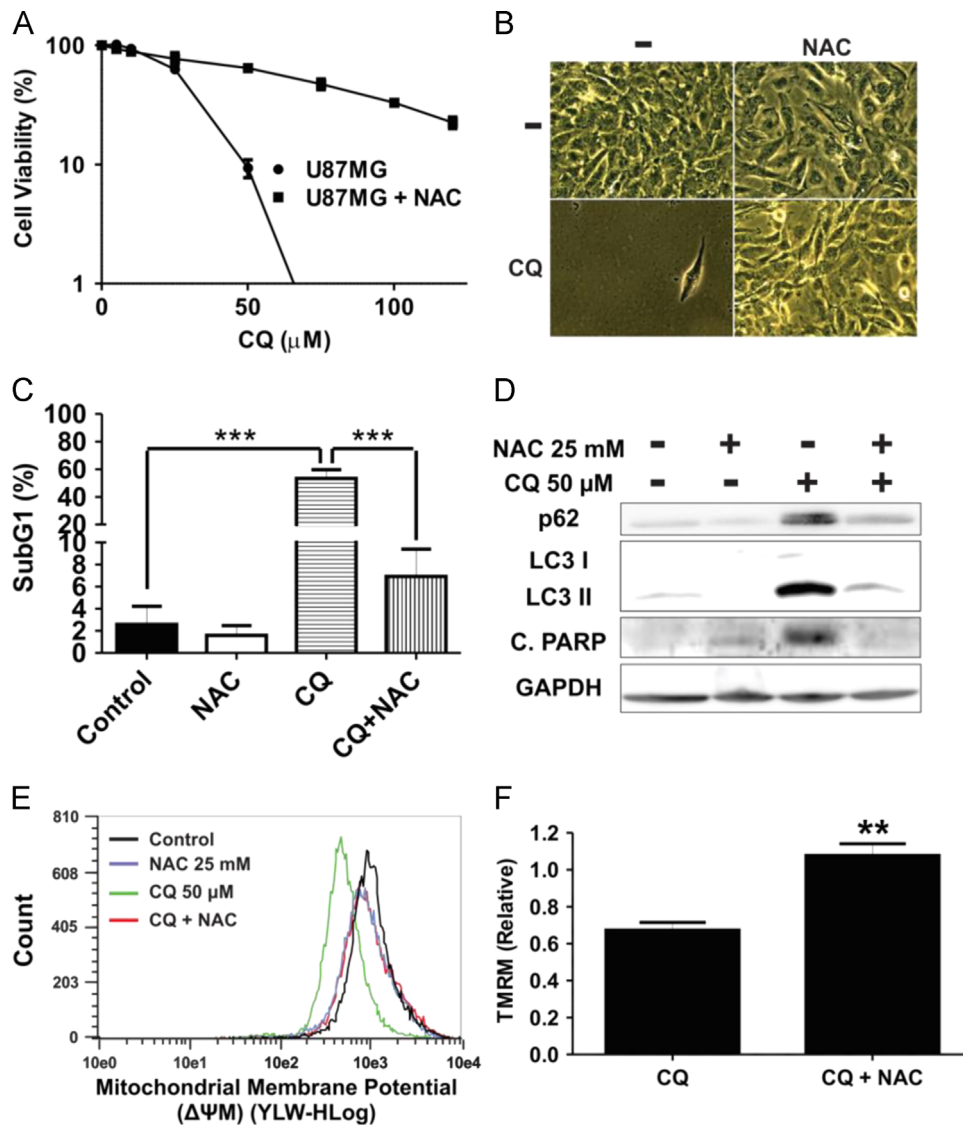 A
100
10
1
Cell Viability (%)
U87MG
U87MG + NAC
0
50
100
CQ (μM)
B
–
NAC
–
CQ
C
100
80
60
40
20
10
8
6
4
2
0
SubG1 (%)
***
***
Control
NAC
CQ
CQ+NAC
D
NAC 25 mM - + - +
CQ 50 μM - - + +
p62
LC3 I
LC3 II
C. PARP
GAPDH
E
810
608
405
203
0
Count
Control
NAC 25 mM
CQ 50 μM
CQ + NAC
10e0 10e1 10e2 10e3 10e4
Mitochondrial Membrane Potential
(ΔΨM) (YLW-HLog)
F
1.2
1.0
0.8
0.6
0.4
0.2
0.0
TMRM (Relative)
**
CQ
CQ + NAC